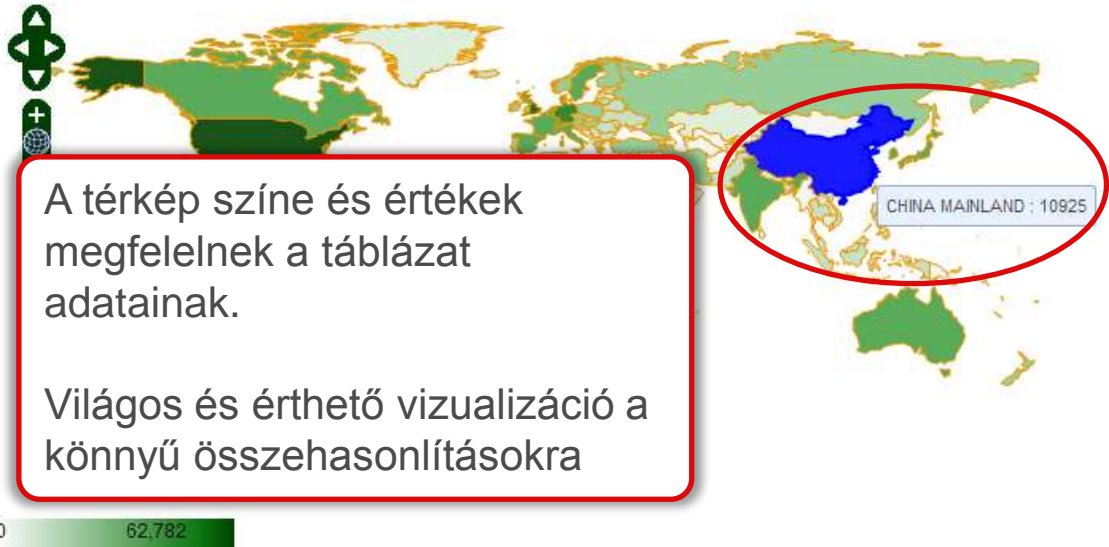 CHINA MAINLAND : 10925
A térkép színe és értékek
megfelelnek a táblázat
adatainak.
Világos és érthető vizualizáció a
könnyű összehasonlításokra
0 62,782